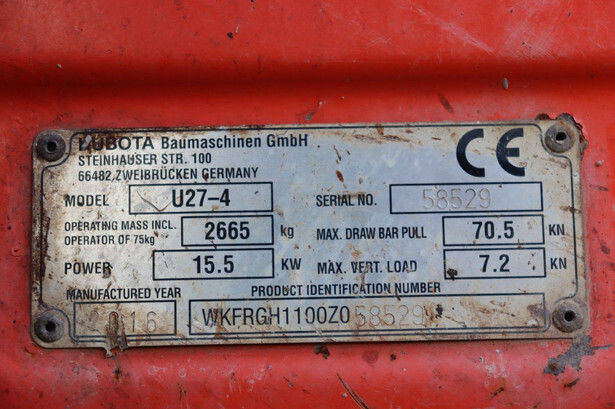 KUBOTA Baumaschinen GmbH
STEINHAUSER STR. 100
66482 ZWEIBRÜCKEN GERMANY
CE
MODEL U27-4 SERIAL NO. 58529
OPERATING MASS INCL. OPERATOR OF 75kg 2665 kg MAX. DRAW BAR PULL 70.5 KN
POWER 15.5 KW MAX. VERT. LOAD 7.2 KN
MANUFACTURED YEAR PRODUCT IDENTIFICATION NUMBER
2016 WKFRGH1100Z058529